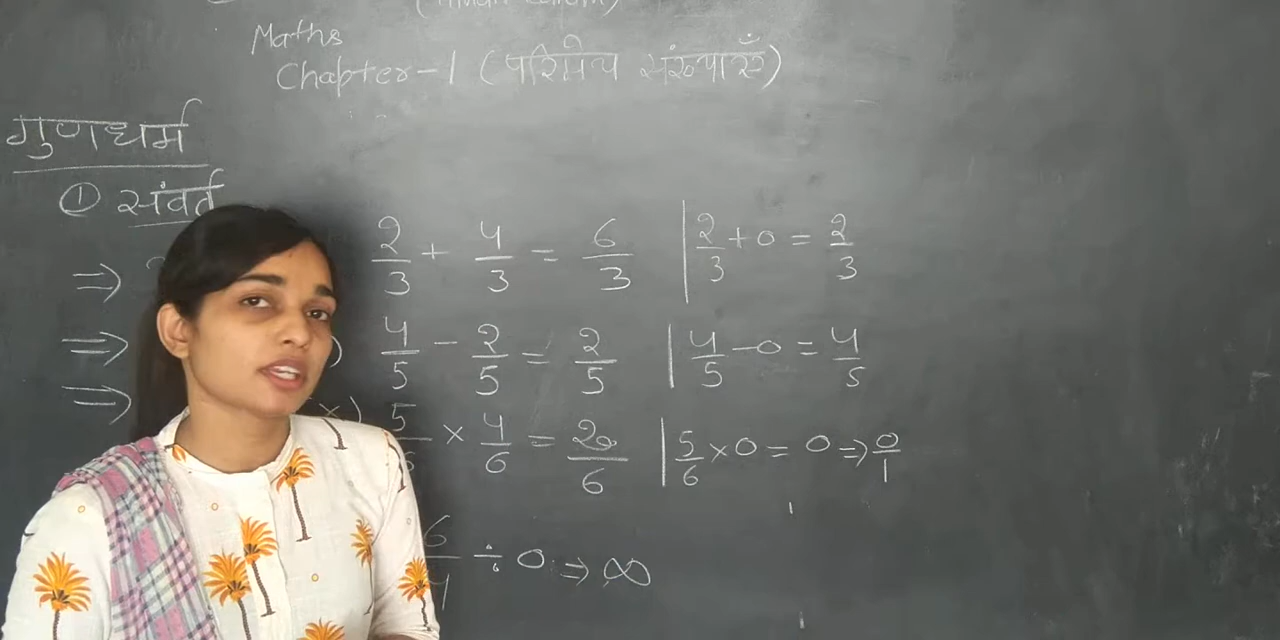 Maths
Chapter-1 (परिमेय संख्याएँ)
गुणधर्म
① संवर्त
⇒
2/3 + 4/3 = 6/3 | 2/3 + 0 = 2/3
⇒ ) 4/5 - 2/5 = 2/5 | 4/5 - 0 = 4/5
⇒ ×) 5/6 × 4/6 = 20/6 | 5/6 × 0 = 0 ⇒ 0/1
6/4 ÷ 0 ⇒ ∞